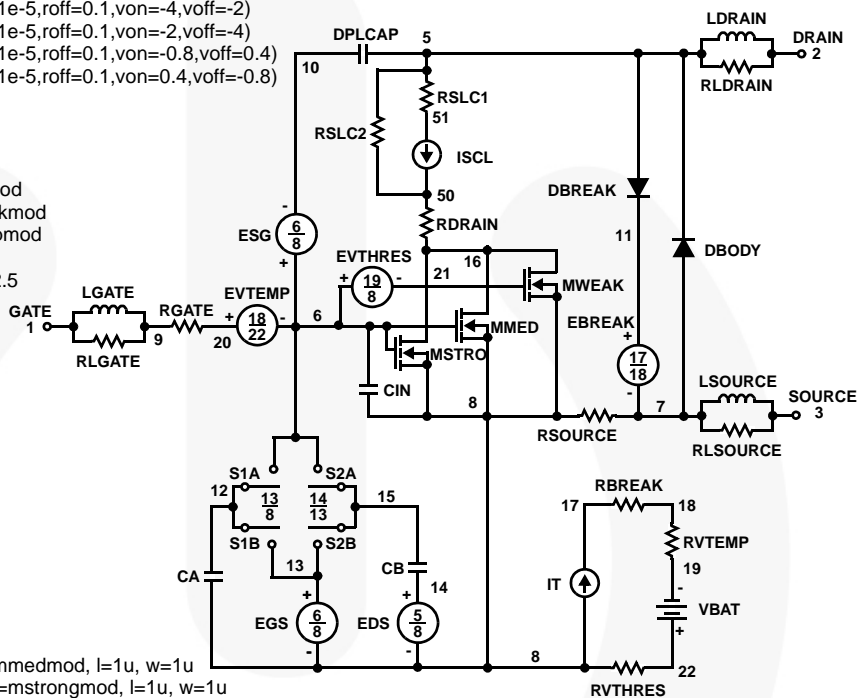 1e-5,roff=0.1,von=-4,voff=-2)
1e-5,roff=0.1,von=-2,voff=-4)
1e-5,roff=0.1,von=-0.8,voff=0.4)
1e-5,roff=0.1,von=0.4,voff=-0.8)
DPLCAP
5
LDRAIN
DRAIN
2
10
RLDRAIN
RSLC1
51
RSLC2
ISCL
50
od
kmod
omod
2.5
ESG
- 6 8 +
RDRAIN
DBREAK
11
DBODY
EVTHRES
+ 19 8 -
21
16
MWEAK
LGATE
GATE
1
RLGATE
9
RGATE
20
EVTEMP
+ 18 22 -
6
MMED
MSTRO
EBREAK
+ 17 18 -
CIN
8
RSOURCE
7
LSOURCE
SOURCE
3
RLSOURCE
12
S1A
S2A
13 8
14 13
15
S1B
S2B
13
CA
CB
14
EGS
+ 6 8 -
EDS
+ 5 8 -
RBREAK
17
18
RVTEMP
19
IT
VBAT
-
+
8
22
RVTHRES
mmedmod, l=1u, w=1u
=mstrongmod, l=1u, w=1u